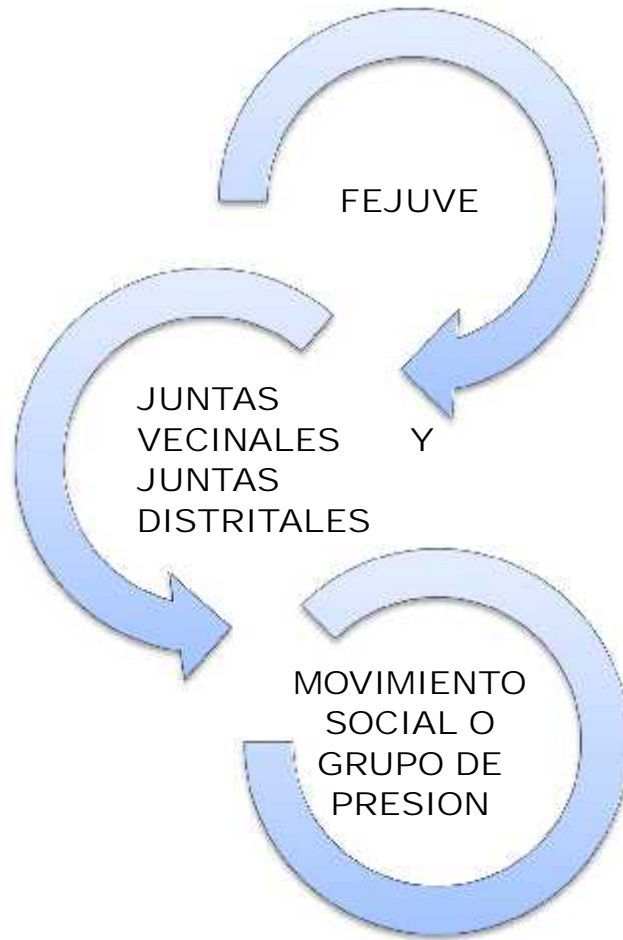 FEJUVE
JUNTAS
VECINALES Y
JUNTAS
DISTRITALES
MOVIMIENTO
SOCIAL O
GRUPO DE
PRESION